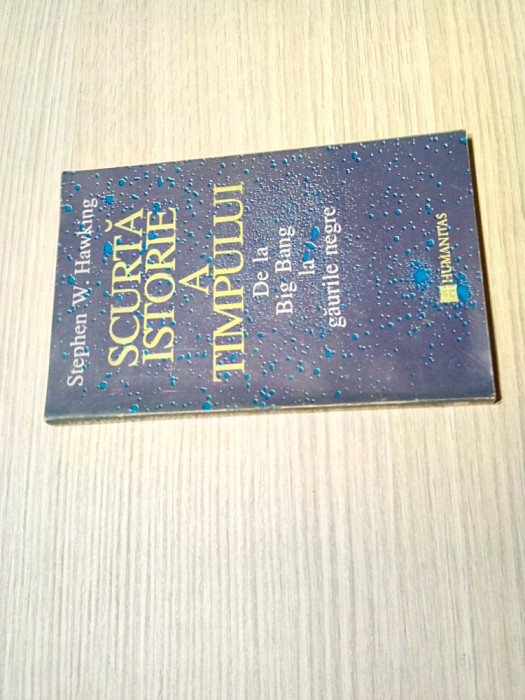 Stephen W. Hawking
SCURTĂ
ISTORIE
A
TIMPULUI
De la
Big Bang
la
găurile negre
HUMANITAS